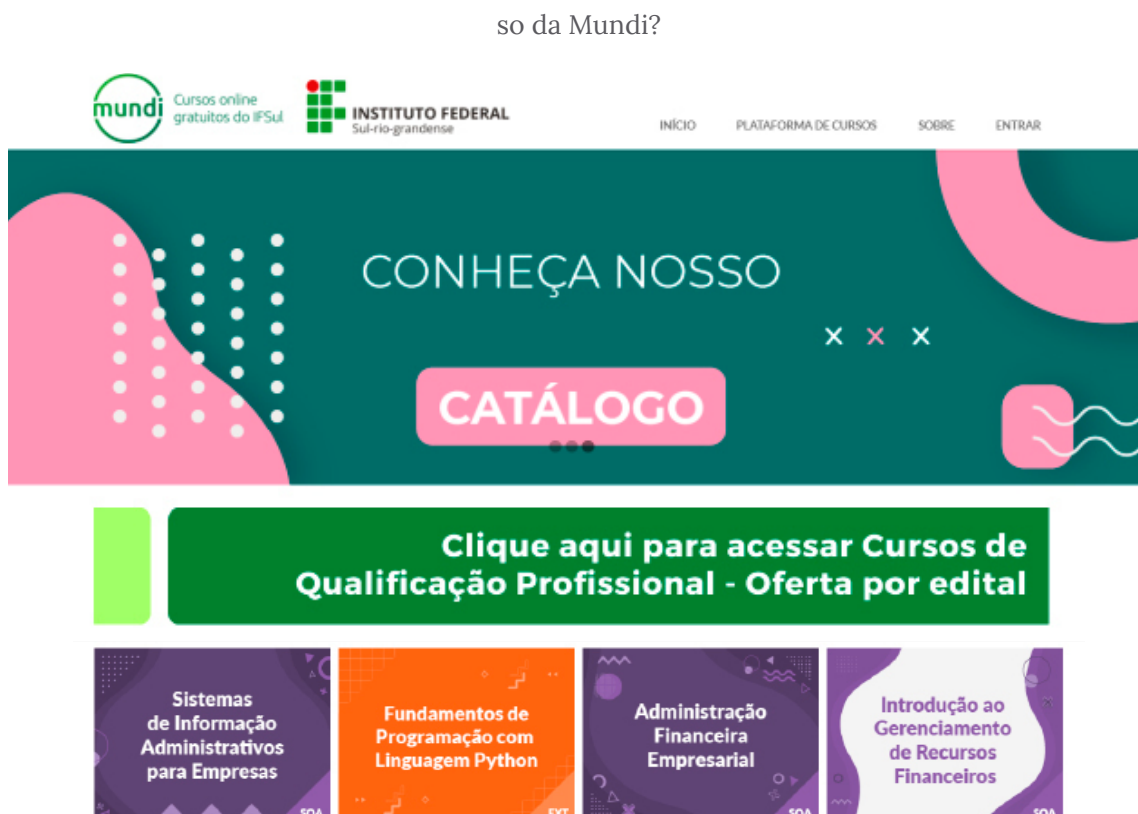 so da Mundi?
mundi
Cursos online
gratuitos do IFSul
INSTITUTO FEDERAL
Sul-rio-grandense
INÍCIO PLATAFORMA DE CURSOS SOBRE ENTRAR
CONHEÇA NOSSO
CATÁLOGO
Clique aqui para acessar Cursos de
Qualificação Profissional - Oferta por edital
Sistemas
de Informação
Administrativos
para Empresas
Fundamentos de
Programação com
Linguagem Python
Administração
Financeira
Empresarial
Introdução ao
Gerenciamento
de Recursos
Financeiros